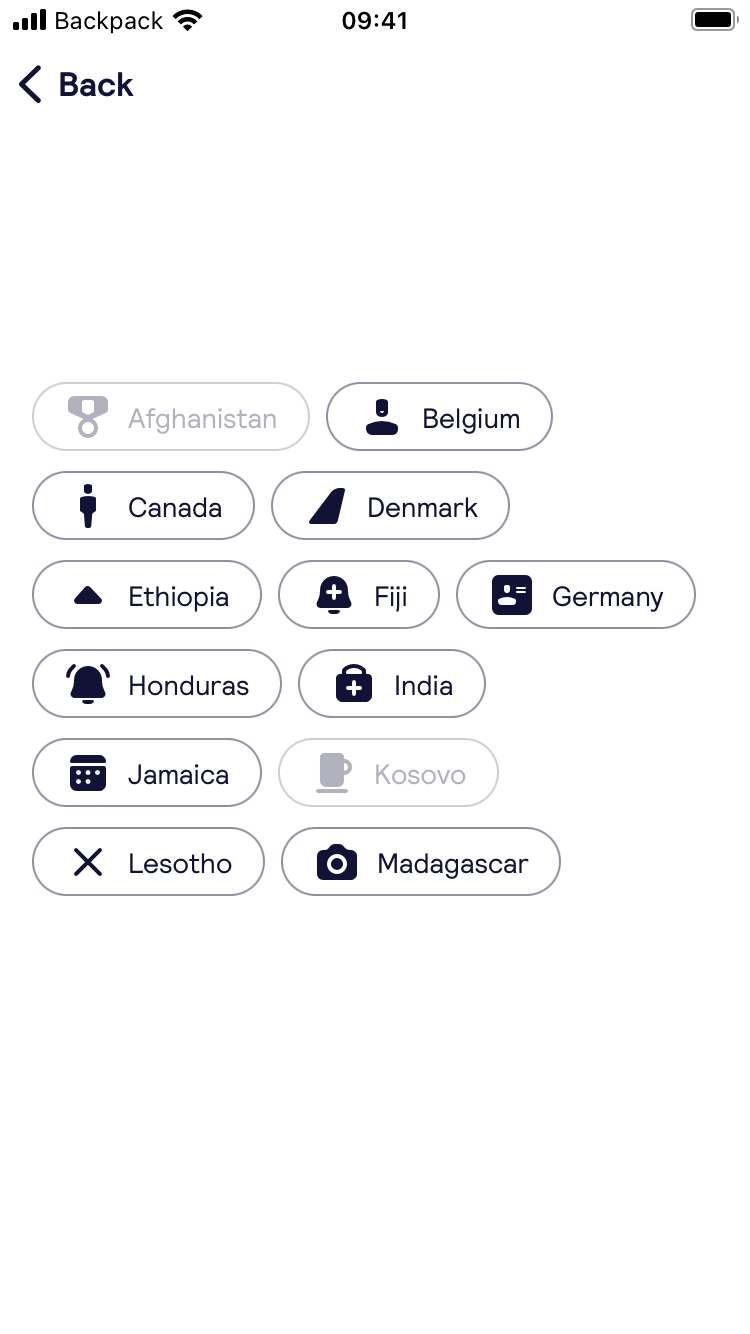 Backpack 09:41
Back
Afghanistan Belgium
Canada Denmark
Ethiopia Fiji Germany
Honduras India
Jamaica Kosovo
Lesotho Madagascar